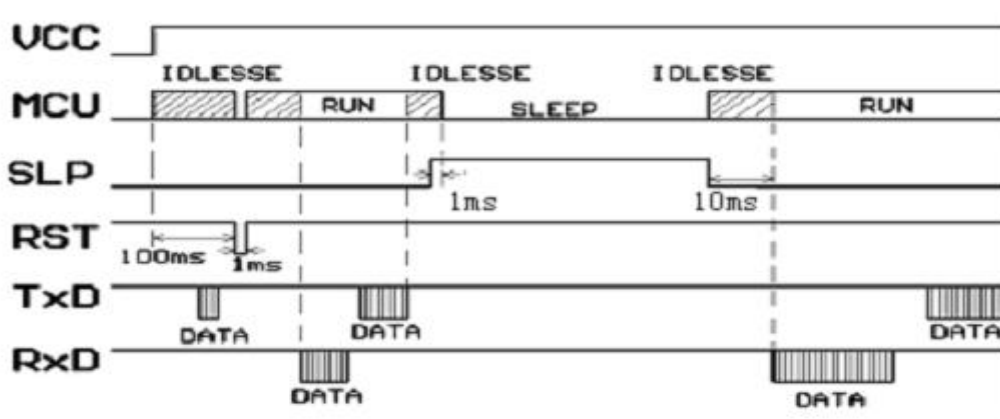 VCC
IDLESSE IDLESSE IDLESSE
MCU RUN SLEEP RUN
SLP
1ms 10ms
RST
100ms 1ms
TxD
DATA DATA DATA
RxD
DATA DATA